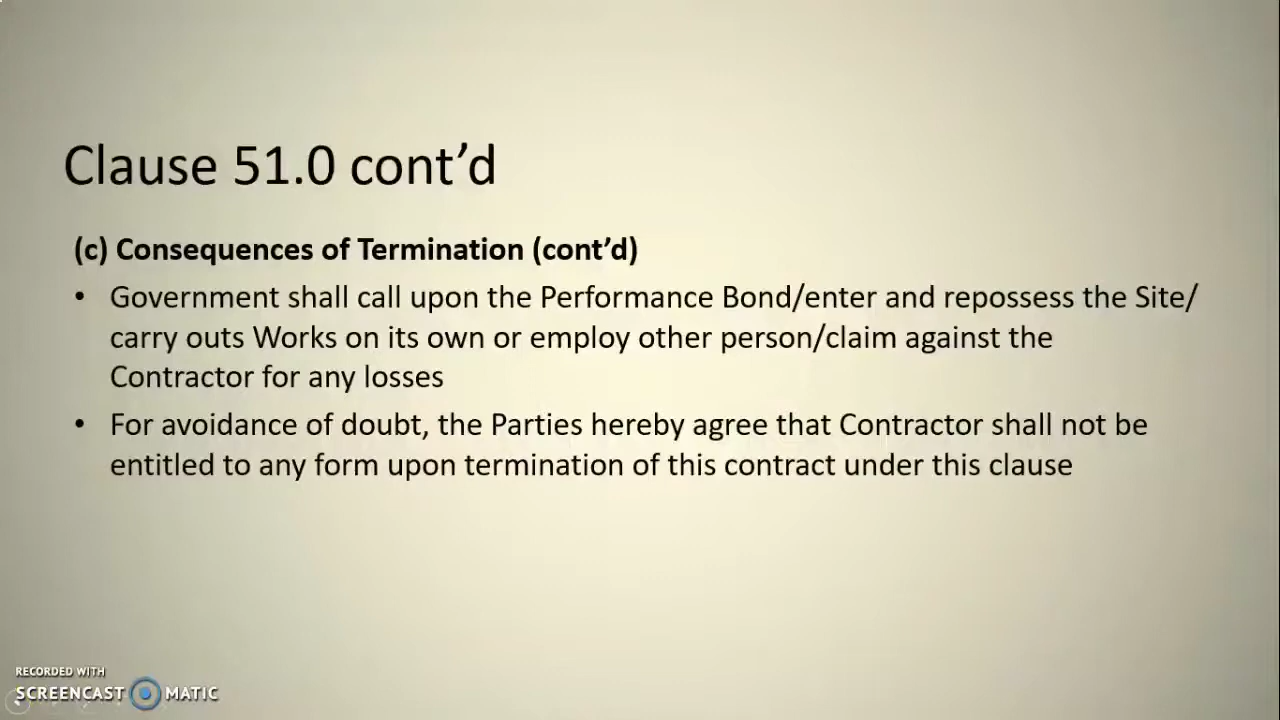 Clause 51.0 cont’d
(c) Consequences of Termination (cont’d)
• Government shall call upon the Performance Bond/enter and repossess the Site/
carry outs Works on its own or employ other person/claim against the
Contractor for any losses
• For avoidance of doubt, the Parties hereby agree that Contractor shall not be
entitled to any form upon termination of this contract under this clause
RECORDED WITH
SCREENCAST MATIC